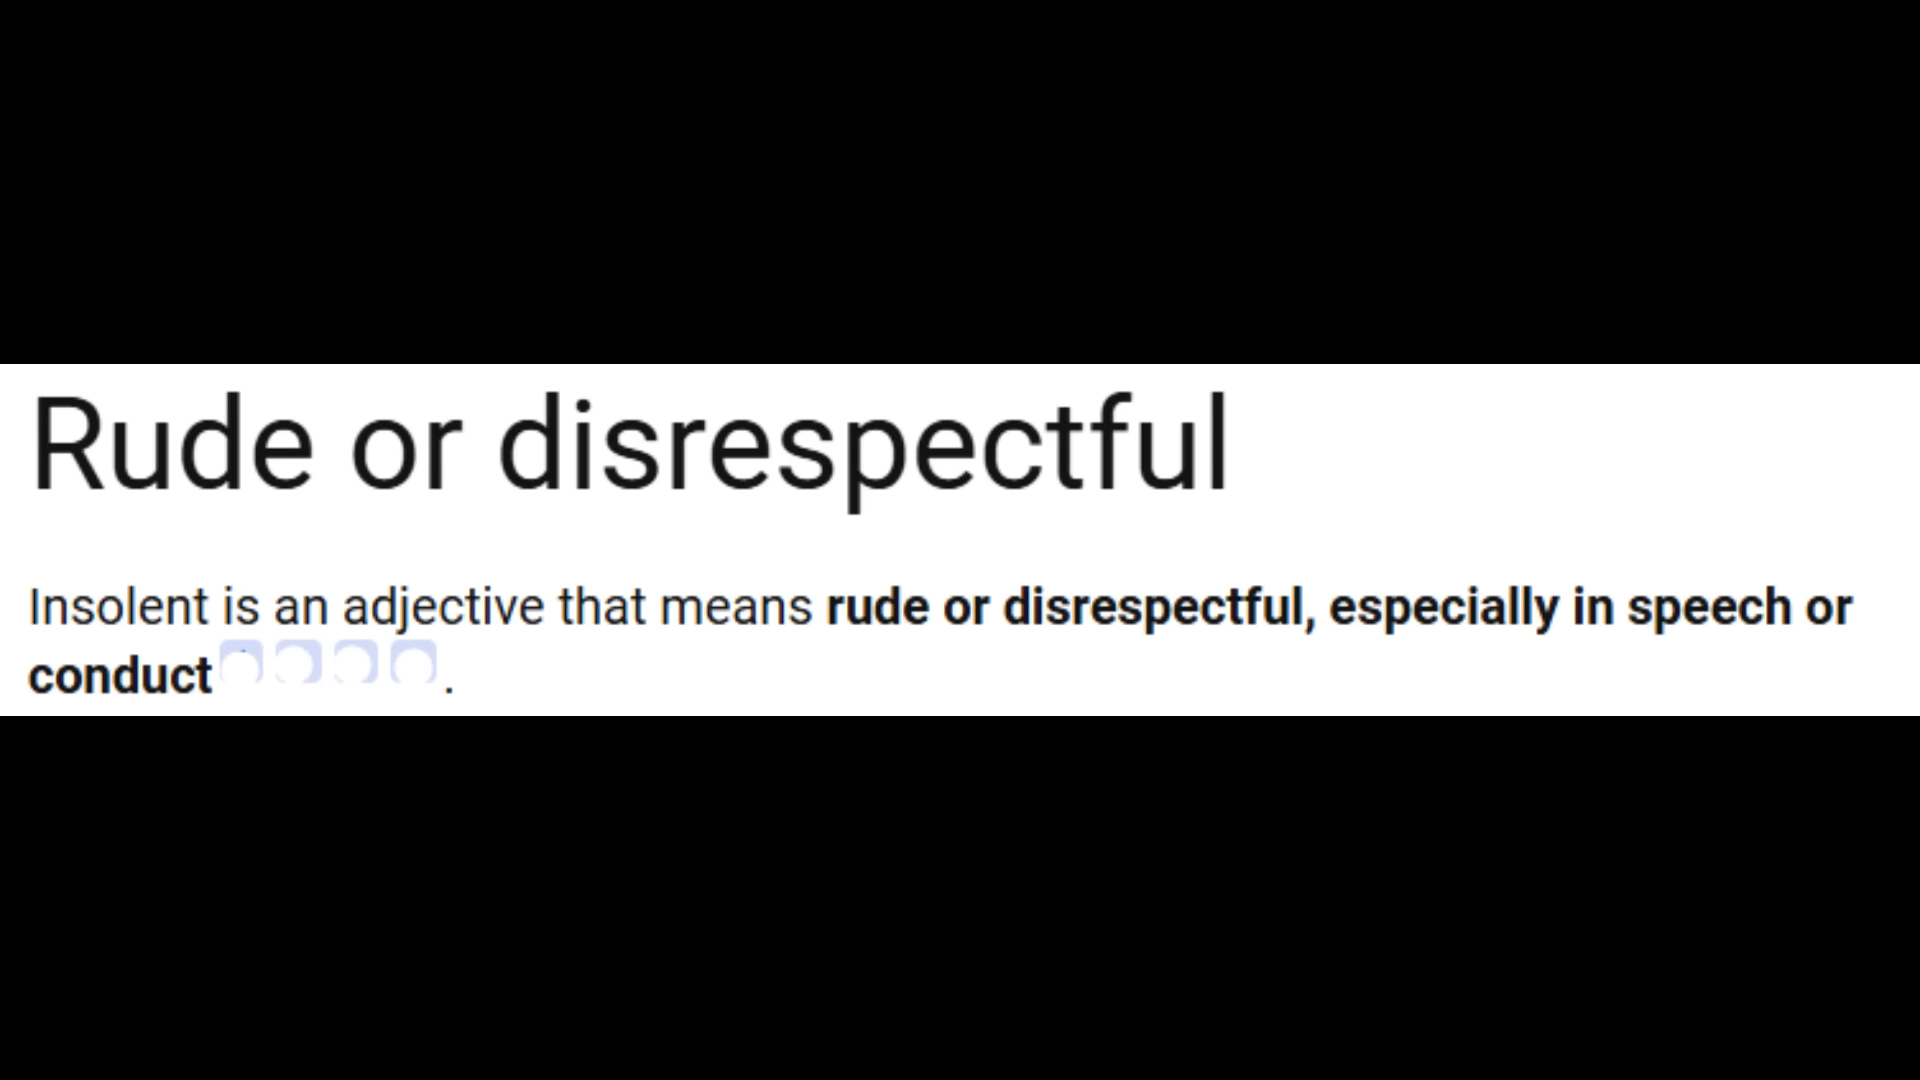 Rude or disrespectful
Insolent is an adjective that means rude or disrespectful, especially in speech or
conduct .